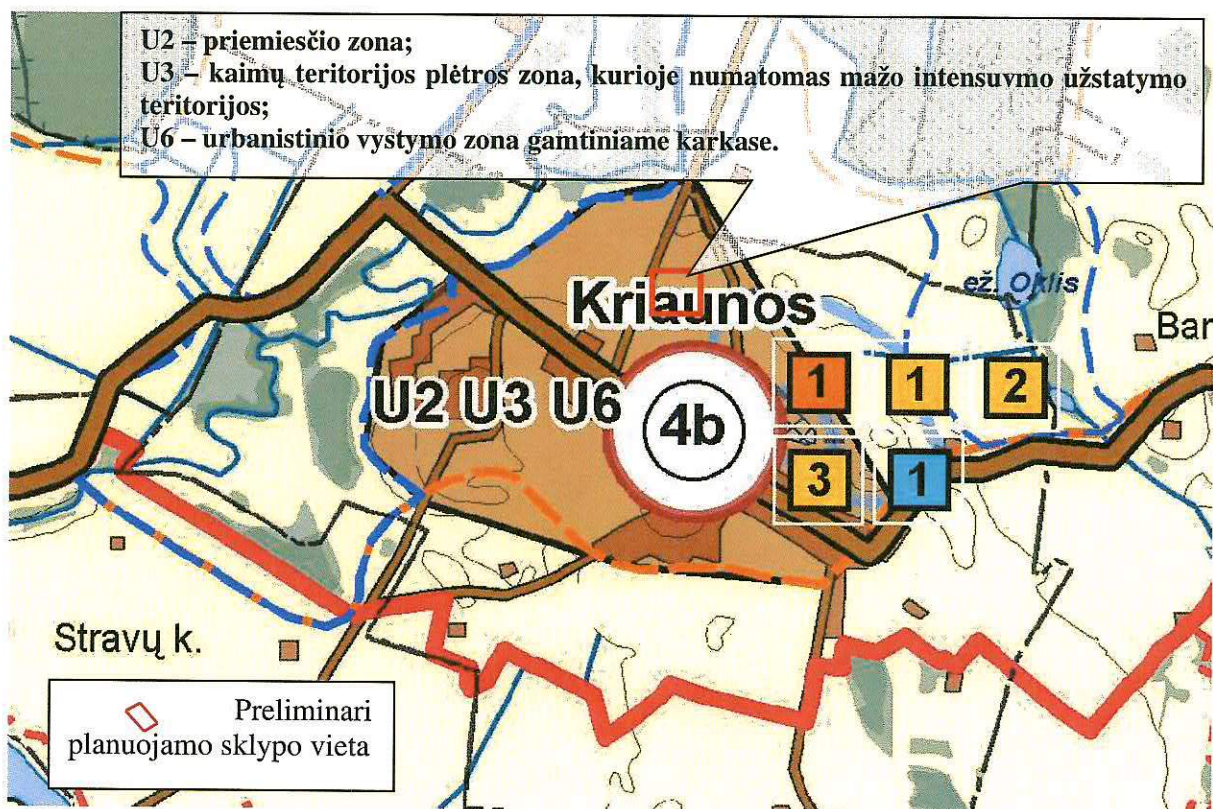 U2 – priemiesčio zona;
U3 – kaimų teritorijos plėtros zona, kurioje numatomas mažo intensuvmo užstatymo
teritorijos;
U6 – urbanistinio vystymo zona gamtiniame karkase.
ež. Oklis
Kriaunos
Bar
1 1 2
U2 U3 U6
4b
3 1
Stravų k.
Preliminari
planuojamo sklypo vieta